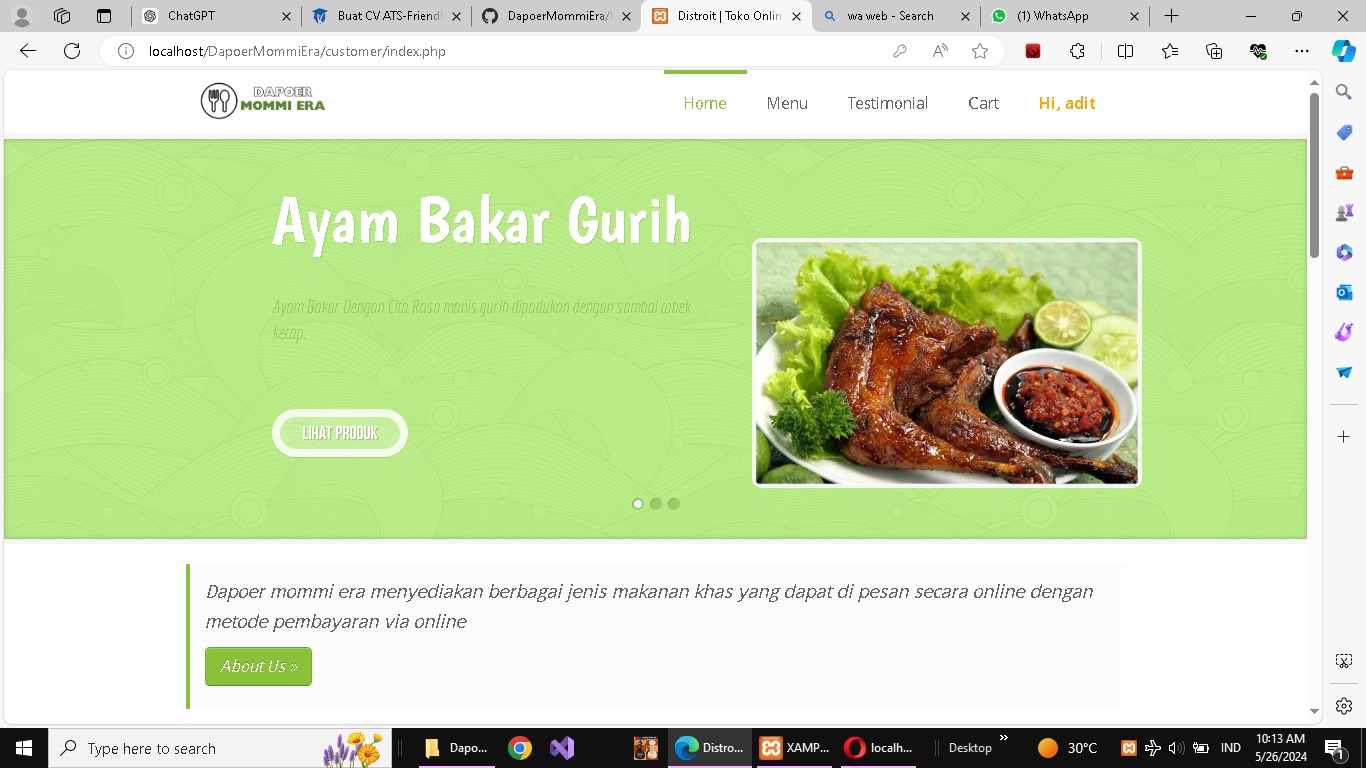 ChatGPT
Buat CV ATS-Friendl
DapoerMommiEra/
Distroit | Toko Onlin
wa web - Search
(1) WhatsApp
localhost/DapoerMommiEra/customer/index.php
DAPOER
MOMMI ERA
Home
Menu
Testimonial
Cart
Hi, adit
Ayam Bakar Gurih
Ayam Bakar Dengan Cita Rasa manis gurih dipadukan dengan sambal cobek
kecap.
LIHAT PRODUK
Dapoer mommi era menyediakan berbagai jenis makanan khas yang dapat di pesan secara online dengan
metode pembayaran via online
About Us »
Type here to search
Dapo...
Distro...
XAMP...
localh...
Desktop
30°C
IND
10:13 AM
5/26/2024
1